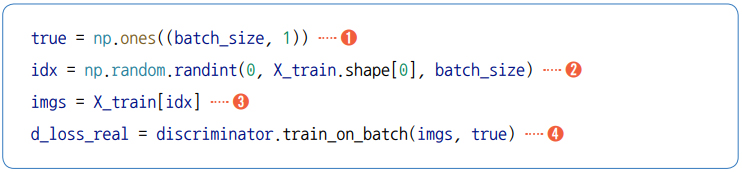 true = np.ones((batch_size, 1)) ····· ❶
idx = np.random.randint(0, X_train.shape[0], batch_size) ····· ❷
imgs = X_train[idx] ····· ❸
d_loss_real = discriminator.train_on_batch(imgs, true) ····· ❹